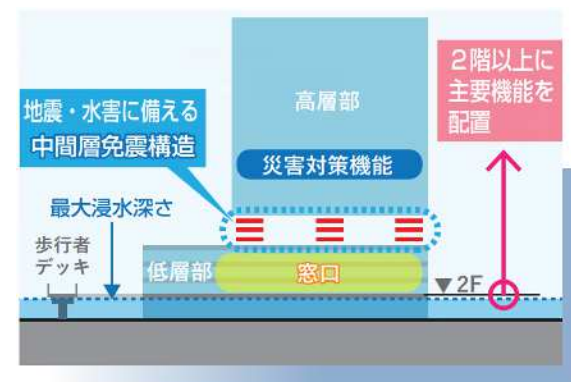 高層部
2階以上に
主要機能を
配置
地震・水害に備える
中間層免震構造
災害対策機能
最大浸水深さ
歩行者
デッキ
低層部
窓口
▼2F